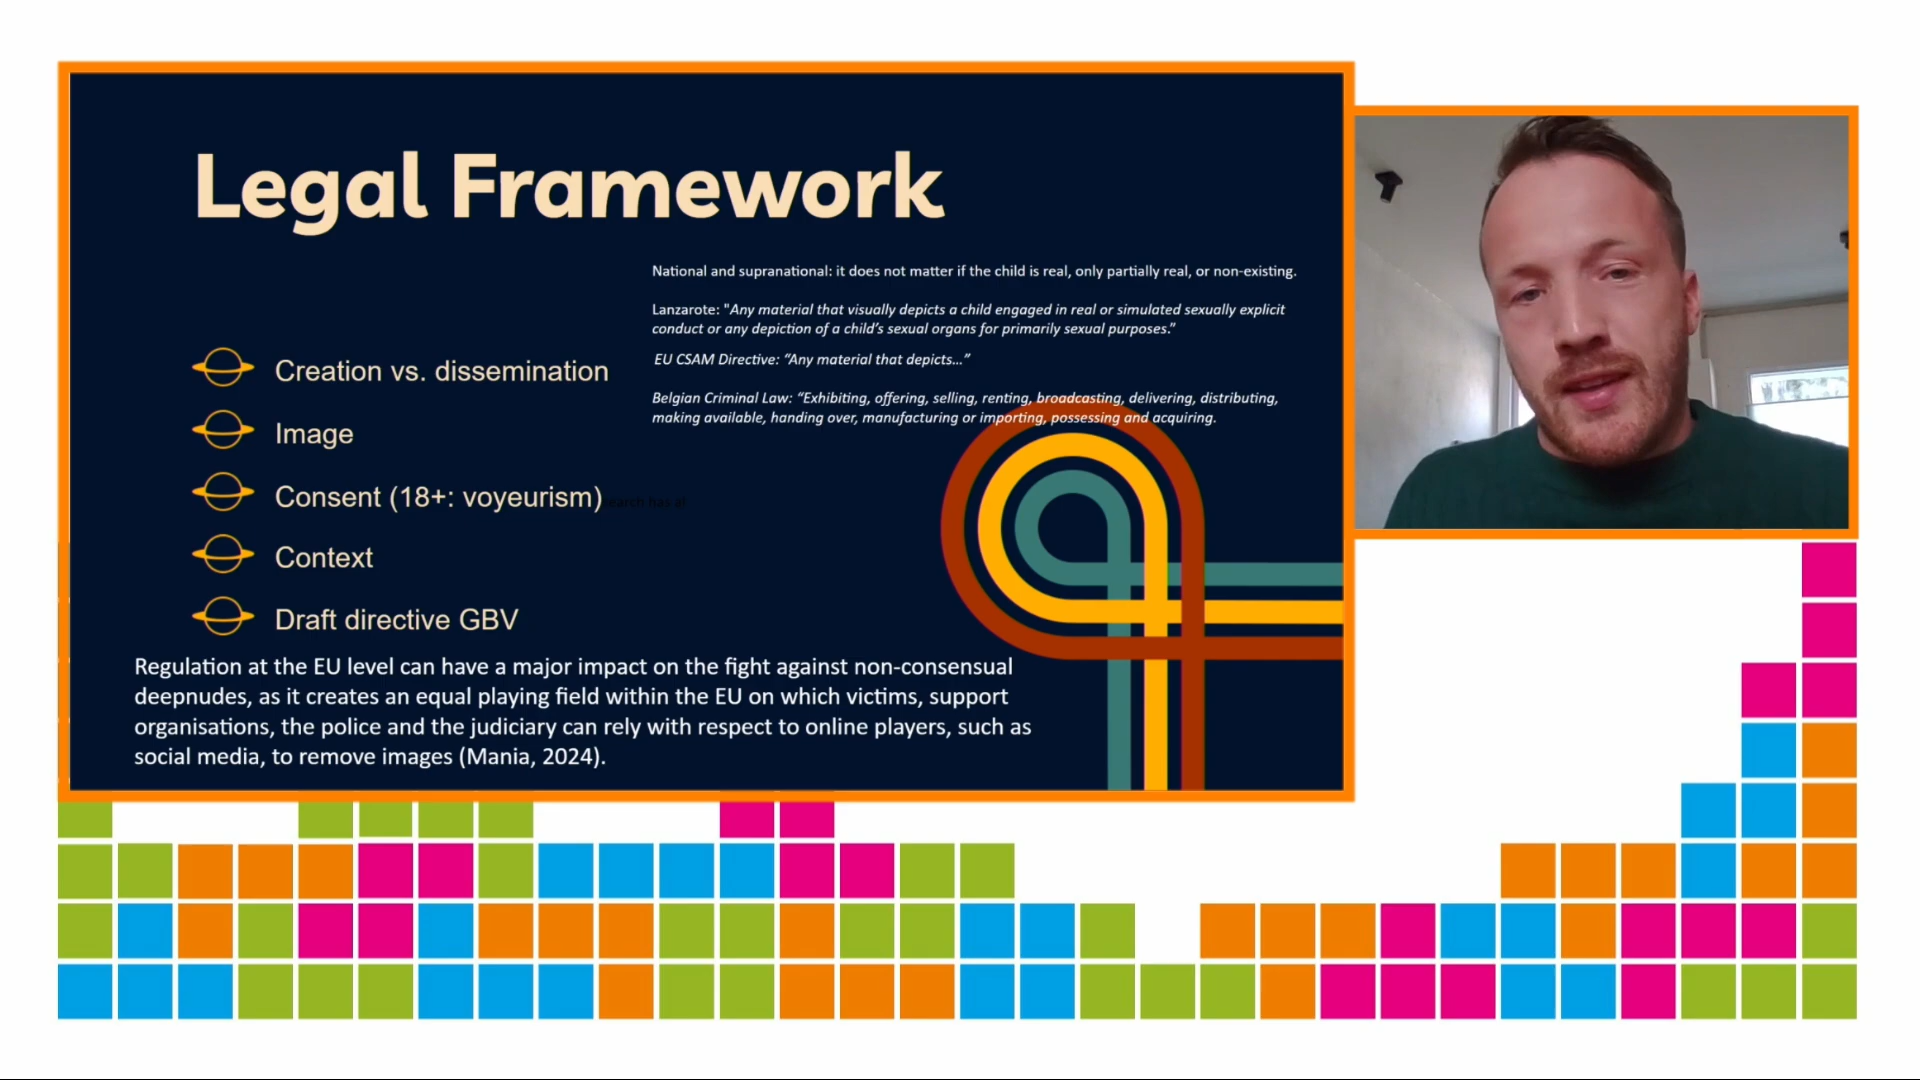 Legal Framework
National and supranational: it does not matter if the child is real, only partially real, or non-existing.
Lanzarote: "Any material that visually depicts a child engaged in real or simulated sexually explicit
conduct or any depiction of a child’s sexual organs for primarily sexual purposes.”
EU CSAM Directive: “Any material that depicts…”
Belgian Criminal Law: “Exhibiting, offering, selling, renting, broadcasting, delivering, distributing,
making available, handing over, manufacturing or importing, possessing and acquiring.
Creation vs. dissemination
Image
Consent (18+: voyeurism)
has al
Context
Draft directive GBV
Regulation at the EU level can have a major impact on the fight against non-consensual
deepnudes, as it creates an equal playing field within the EU on which victims, support
organisations, the police and the judiciary can rely with respect to online players, such as
social media, to remove images (Mania, 2024).